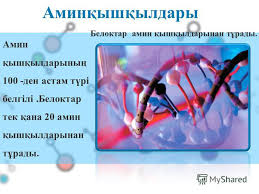 Аминқышқылдары
Белоктар амин қышқылдарынан тұрады.
Амин
қышқылдарының
100 -ден астам түрі
белгілі .Белоктар
тек қана 20 амин
қышқылдарынан
тұрады.
MyShared